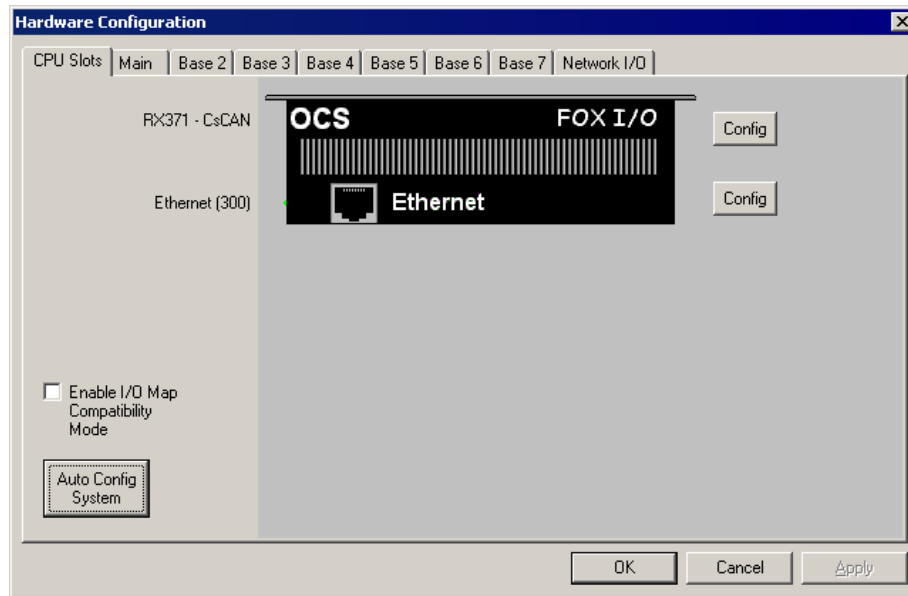 Hardware Configuration
CPU Slots Main Base 2 Base 3 Base 4 Base 5 Base 6 Base 7 Network I/O
RX371 - CsCAN
OCS FOX I/O
Config
Ethernet (300)
Ethernet
Config
Enable I/O Map
Compatibility
Mode
Auto Config
System
OK Cancel Apply